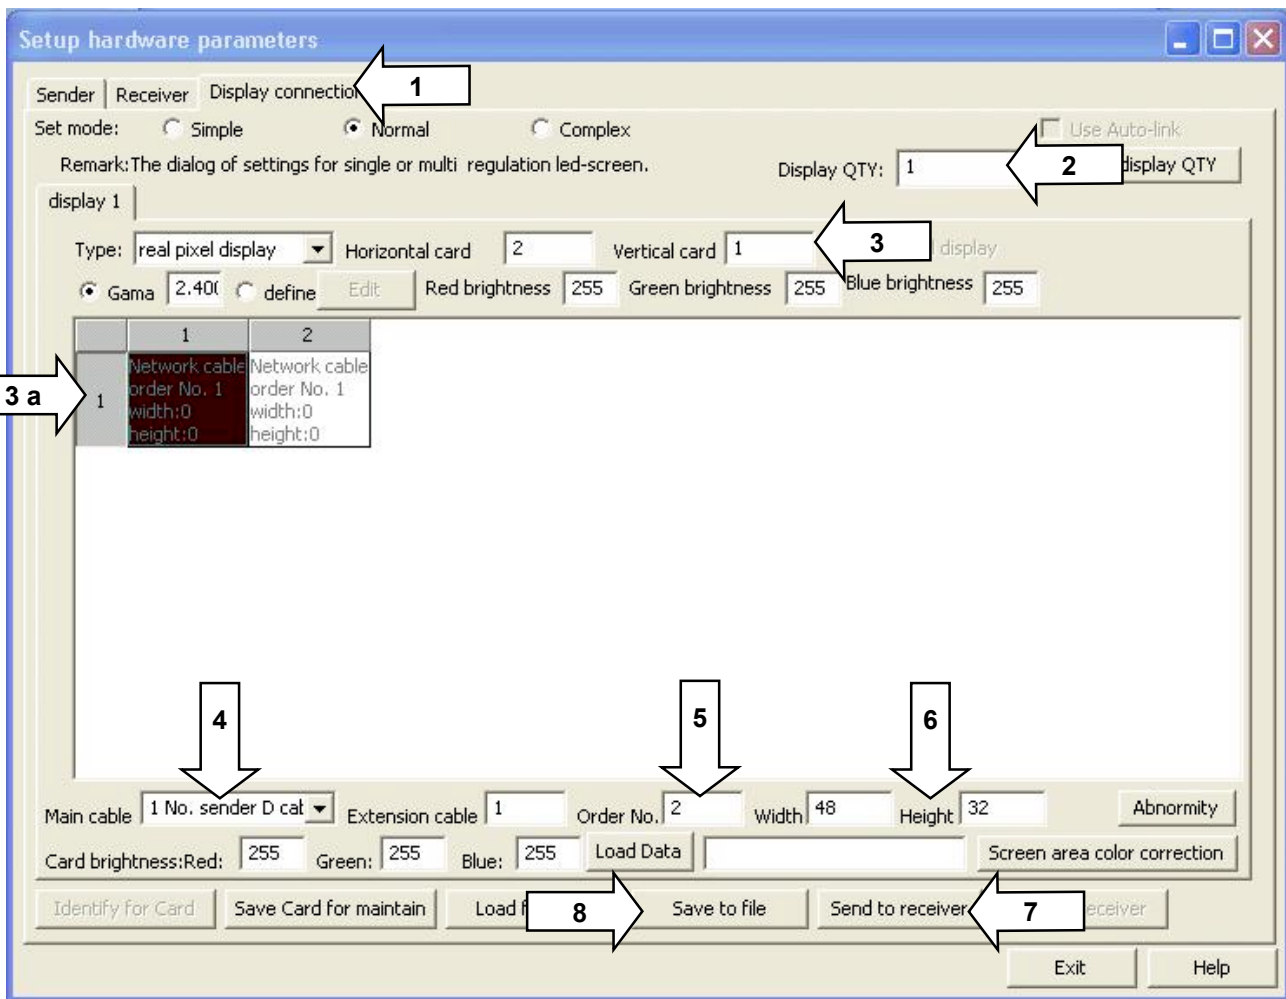 Setup hardware parameters
Sender Receiver Display connection 1
Set mode: Simple Normal Complex Use Auto-link
Remark:The dialog of settings for single or multi regulation led-screen. Display QTY: 1 2 display QTY
display 1
Type: real pixel display Horizontal card 2 Vertical card 1 3 display
Gama 2.400 define Edit Red brightness 255 Green brightness 255 Blue brightness 255
1 2
3 a 1
Network cable
order No. 1
width:0
height:0
Network cable
order No. 1
width:0
height:0
4 5 6
Main cable 1 No. sender D cab Extension cable 1 Order No. 2 Width 48 Height 32 Abnormity
Card brightness:Red: 255 Green: 255 Blue: 255 Load Data Screen area color correction
Identify for Card Save Card for maintain Load 8 Save to file Send to receiver 7 receiver
Exit Help